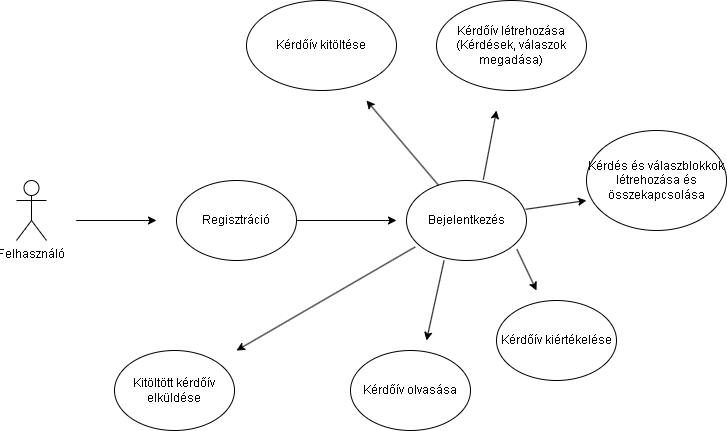 Kérdőív kitöltése
Kérdőív létrehozása
(Kérdések, válaszok
megadása)
Kérdés és válaszblokkok
létrehozása és
összekapcsolása
Felhasználó
Regisztráció
Bejelentkezés
Kérdőív kiértékelése
Kitöltött kérdőív
elküldése
Kérdőív olvasása